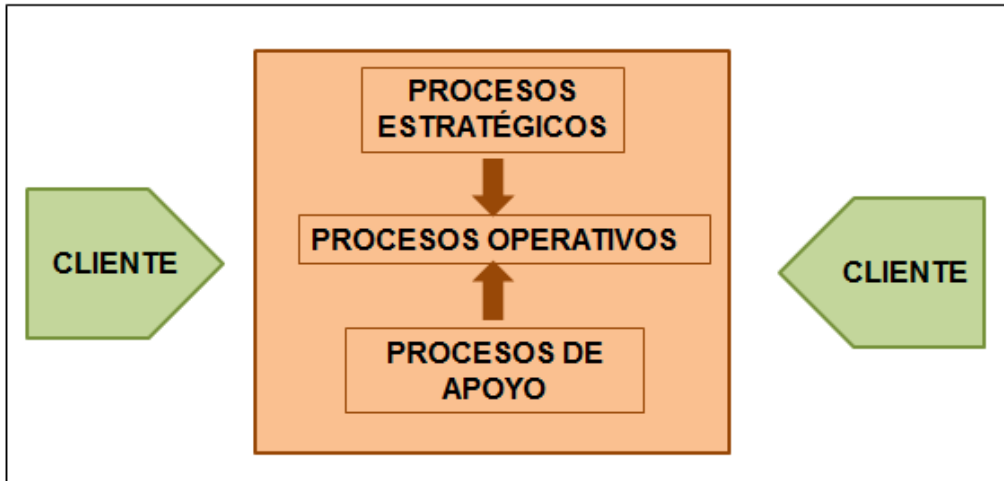 PROCESOS
ESTRATÉGICOS
CLIENTE
PROCESOS OPERATIVOS
CLIENTE
PROCESOS DE
APOYO